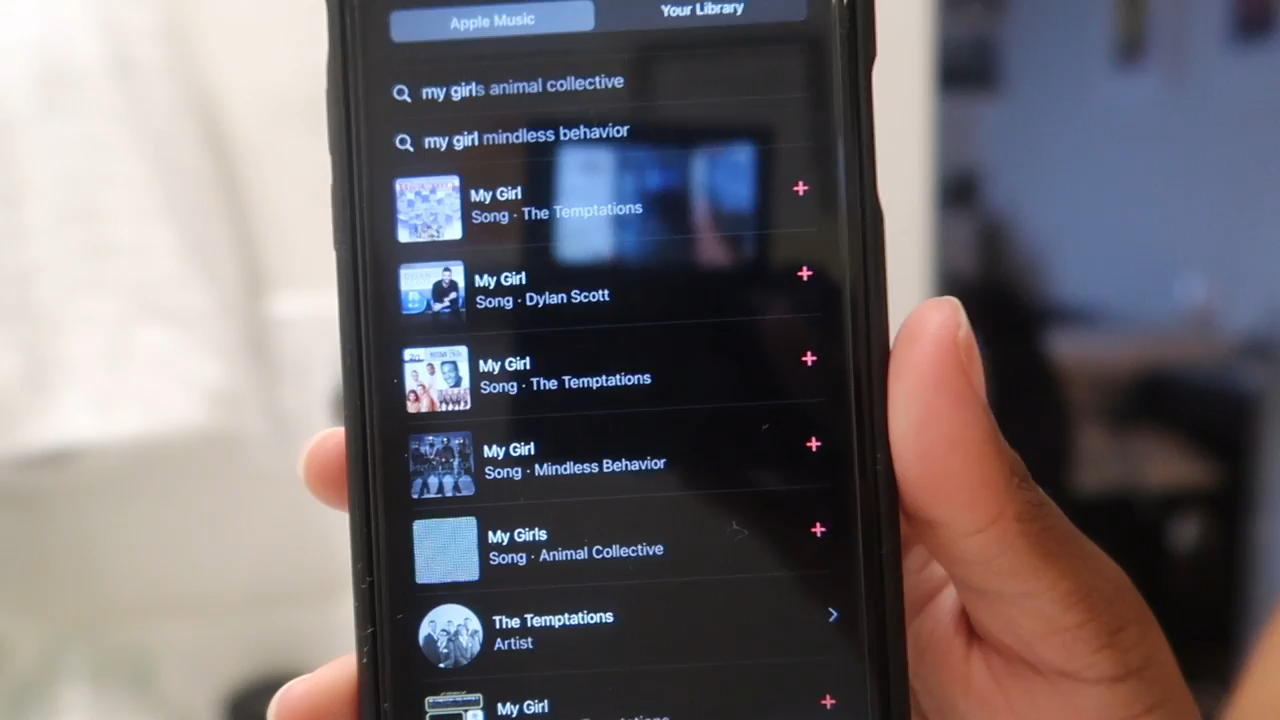 Apple Music
Your Library
my girls animal collective
my girl mindless behavior
My Girl
Song · The Temptations
My Girl
Song · Dylan Scott
My Girl
Song · The Temptations
My Girl
Song · Mindless Behavior
My Girls
Song · Animal Collective
The Temptations
Artist
My Girl
Temptations